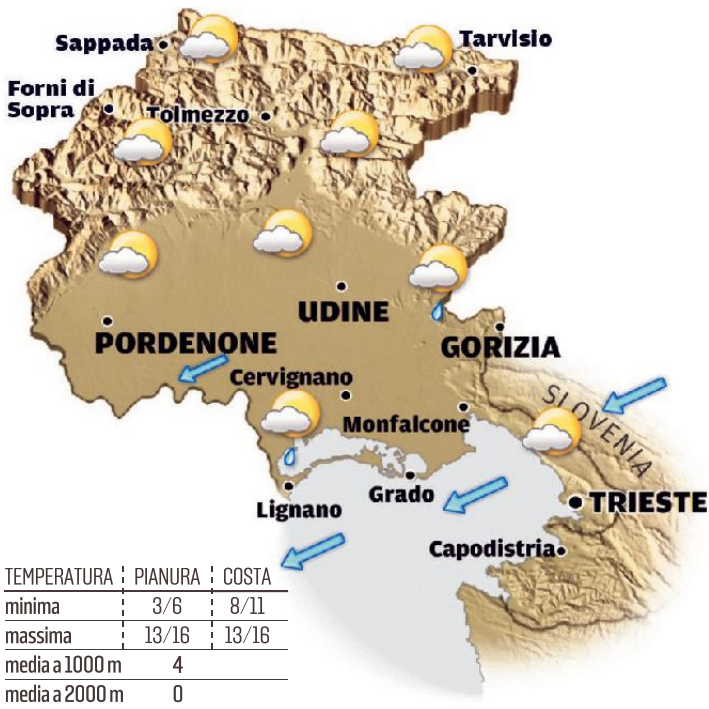 Sappada
Tarvisio
Forni di
Sopra
Tolmezzo
UDINE
PORDENONE
GORIZIA
Cervignano
SLOVENIA
Monfalcone
Grado
TRIESTE
Lignano
Capodistria
TEMPERATURA PIANURA COSTA
minima 3/6 8/11
massima 13/16 13/16
media a 1000 m 4
media a 2000 m 0